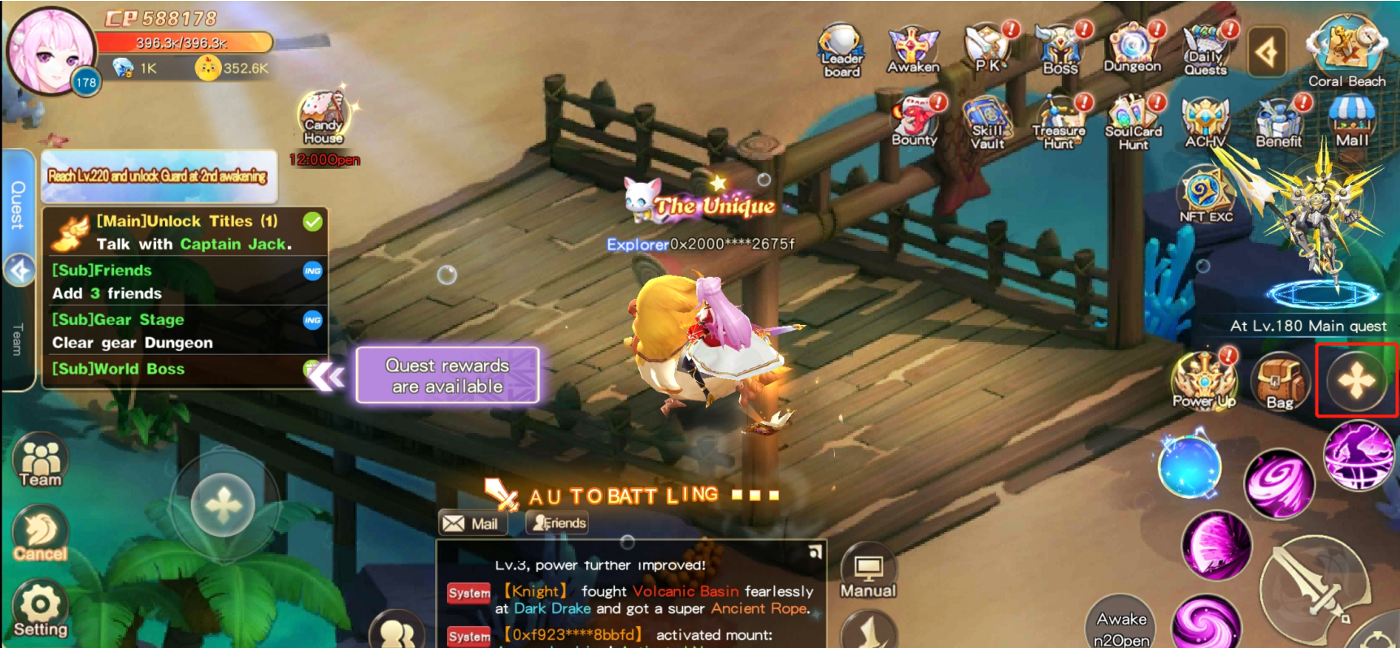 CP 588178
396.3K/396.3K
1K
352.6K
178
Candy
House
12:00Open
Leader
board
Awaken
P K
Boss
Dungeon
Daily
Quests
Coral Beach
Bounty
Skill
Vault
Treasure
Hunt
SoulCard
Hunt
ACHV
Benefit
Mall
NFT EXC
At Lv.180 Main quest
Power Up
Bag
Quest
Team
Reach Lv.220 and unlock Guard at 2nd awakening
[Main]Unlock Titles (1)
Talk with Captain Jack.
[Sub]Friends
ING
Add 3 friends
[Sub]Gear Stage
ING
Clear gear Dungeon
[Sub]World Boss
Quest rewards
are available
The Unique
Explorer0x2000****2675f
Team
Cancel
Setting
AUTOBATTLING
Mail
Friends
Lv.3, power further improved!
System 【Knight】 fought Volcanic Basin fearlessly
at Dark Drake and got a super Ancient Rope.
System 【0xf923****8bbfd】 activated mount:
Manual
Awake
n2Open